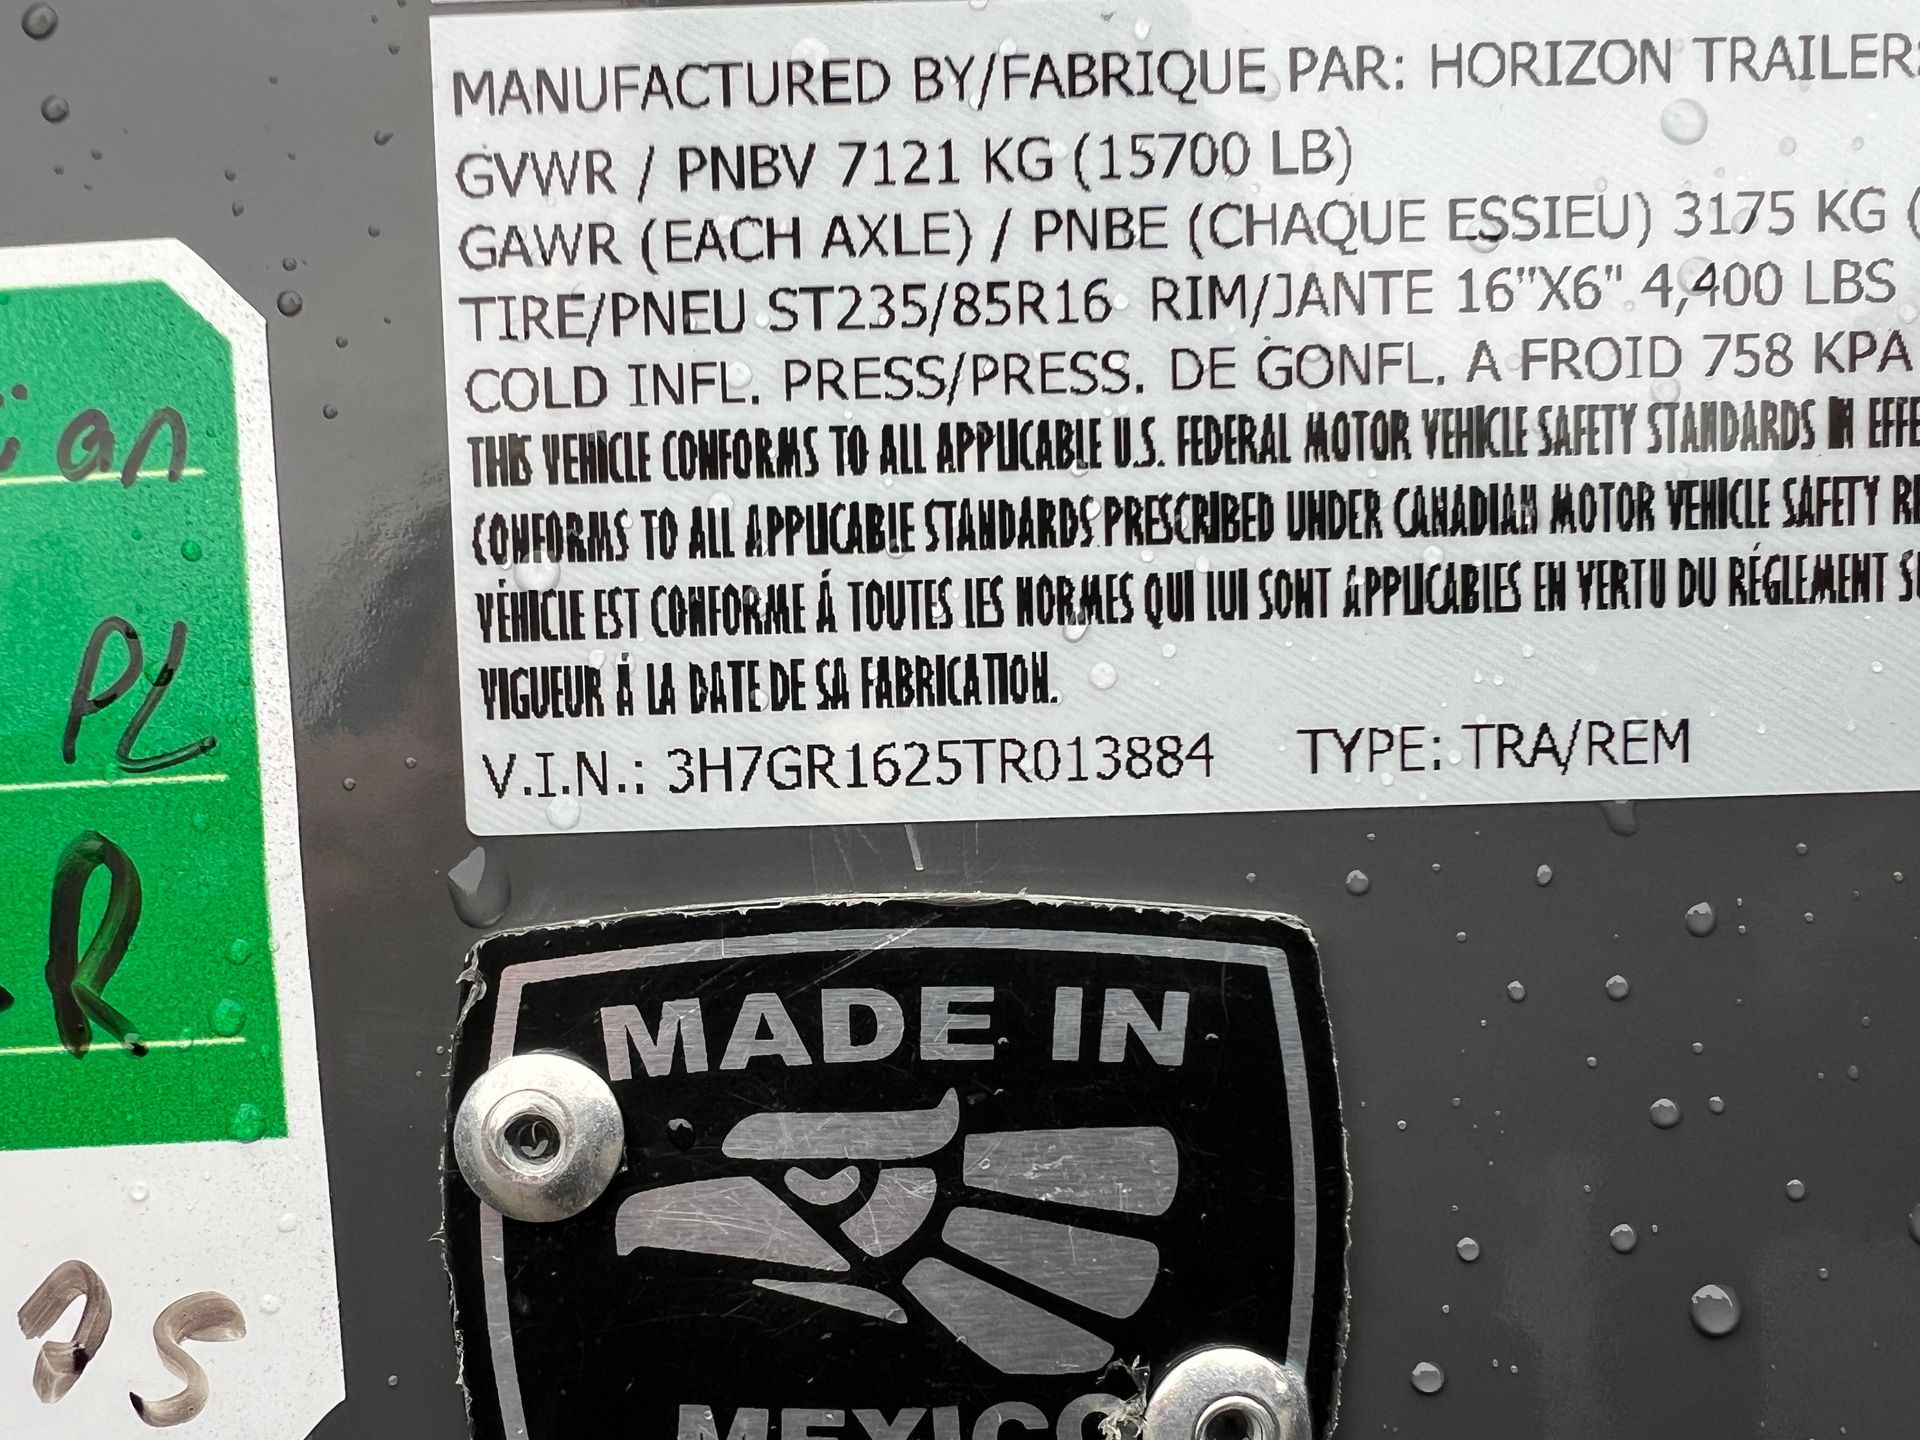 MANUFACTURED BY/FABRIQUE PAR: HORIZON TRAILERS
GVWR / PNBV 7121 KG (15700 LB)
GAWR (EACH AXLE) / PNBE (CHAQUE ESSIEU) 3175 KG (
TIRE/PNEU ST235/85R16 RIM/JANTE 16"X6" 4,400 LBS
COLD INFL. PRESS/PRESS. DE GONFL. A FROID 758 KPA
THIS VEHICLE CONFORMS TO ALL APPLICABLE U.S. FEDERAL MOTOR VEHICLE SAFETY STANDARDS IN
CONFORMS TO ALL APPLICABLE STANDARDS PRESCRIBED UNDER CANADIAN MOTOR VEHICLE SAFETY
VÉHICLE EST CONFORME Á TOUTES LES NORMES QUI LUI SONT APPLICABLES EN VERTU DU RÉGLEMENT
VIGUEUR Á LA DATE DE SA FABRICATION.
V.I.N.: 3H7GR1625TR013884 TYPE: TRA/REM
PL
R
MADE IN
MEXICO